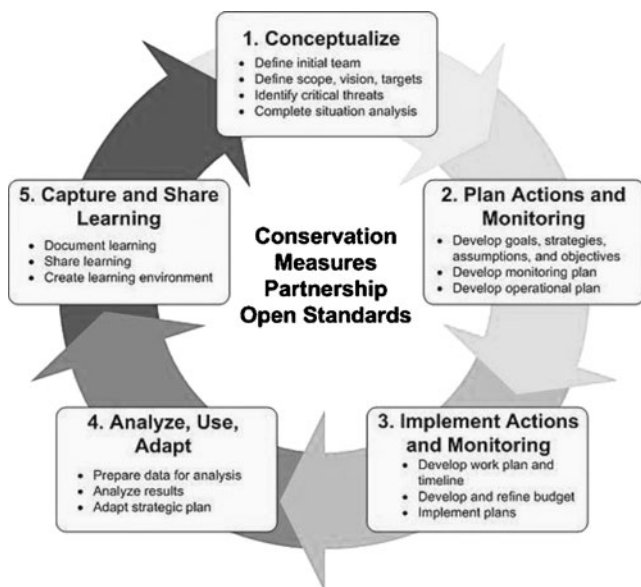 1. Conceptualize
• Define initial team
• Define scope, vision, targets
• Identify critical threats
• Complete situation analysis
2. Plan Actions and
Monitoring
• Develop goals, strategies,
assumptions, and objectives
• Develop monitoring plan
• Develop operational plan
3. Implement Actions
and Monitoring
• Develop work plan and
timeline
• Develop and refine budget
• Implement plans
4. Analyze, Use,
Adapt
• Prepare data for analysis
• Analyze results
• Adapt strategic plan
5. Capture and Share
Learning
• Document learning
• Share learning
• Create learning environment
Conservation
Measures
Partnership
Open Standards